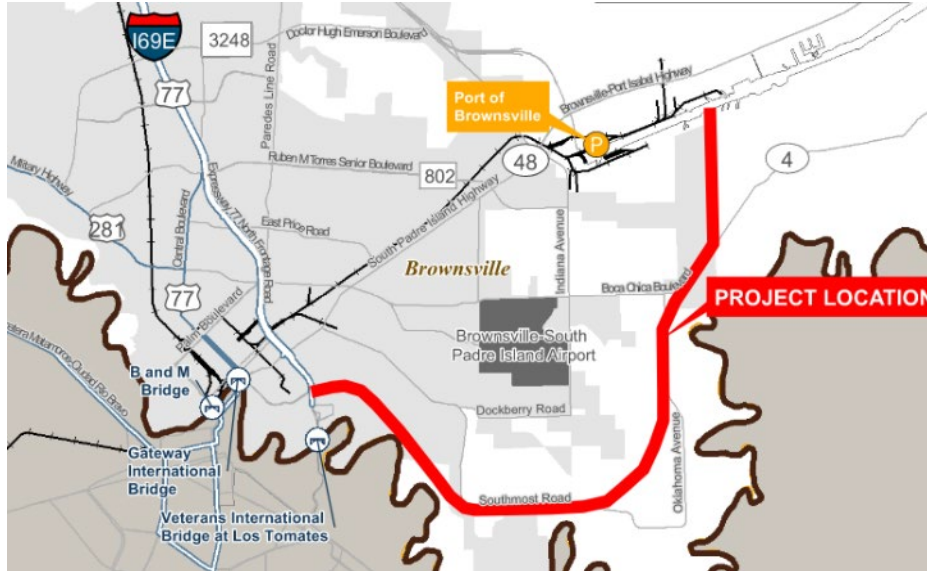 I69E
3248
Doctor Hugh Emerson Boulevard
77
Paredes Line Road
Port of
Brownsville
Brownsville-Port Isabel Highway
P
48
4
Military Highway
Ruben M Torres Senior Boulevard
802
281
Central Boulevard
Expressway 77 North Frontage Road
East Price Road
South Padre Island Highway
Indiana Avenue
77
Brownsville
Boca Chica Boulevard
PROJECT LOCATION
Palm Boulevard
Brownsville-South
Padre Island Airport
B and M
Bridge
Dockberry Road
Oklahoma Avenue
Gateway
International
Bridge
Southmost Road
Veterans International
Bridge at Los Tomates